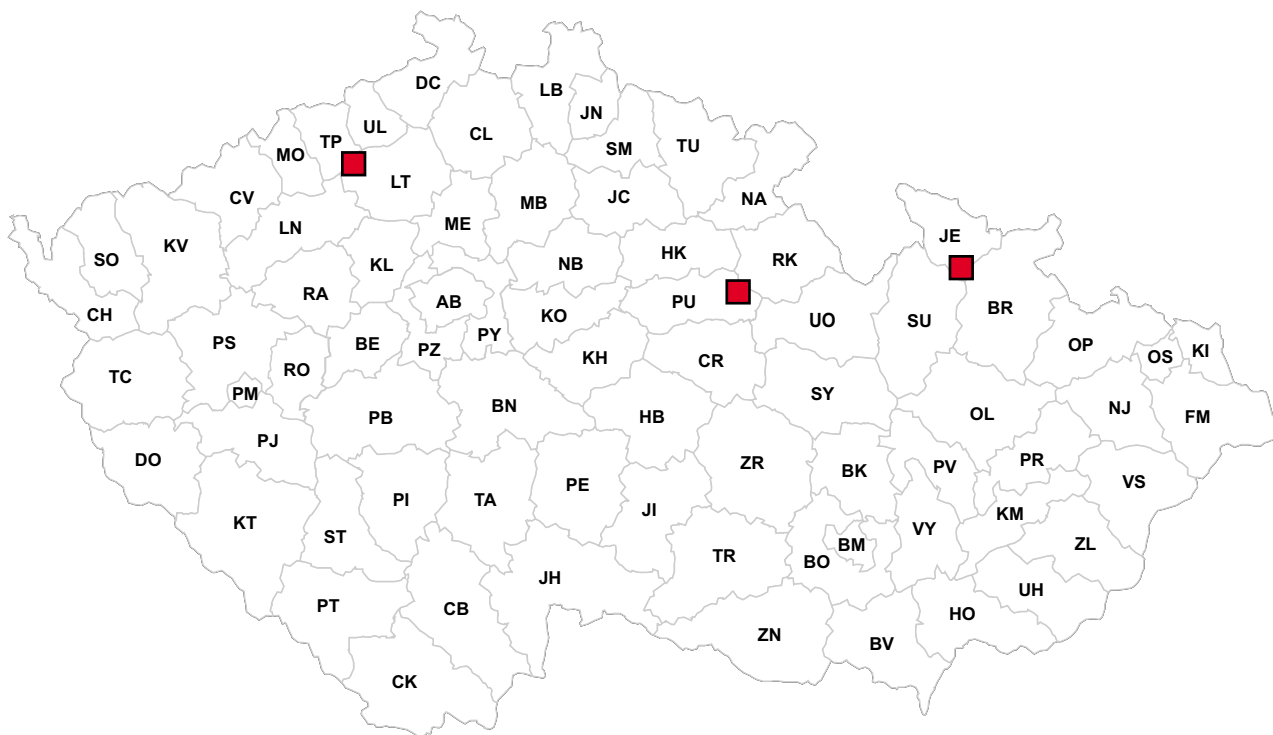 DC
LB
JN
UL
TP
MO
CL
SM
TU
LT
CV
MB
JC
NA
ME
LN
SO
KV
KL
NB
HK
RK
JE
RA
AB
KO
PU
CH
UO
SU
BR
PS
BE
PZ
PY
KH
CR
OP
OS
KI
TC
RO
PM
SY
PB
BN
HB
OL
NJ
FM
DO
PJ
ZR
BK
PV
PR
VS
KT
PI
TA
PE
JI
ST
VY
KM
ZL
BM
BO
TR
JH
PT
CB
UH
HO
ZN
BV
CK